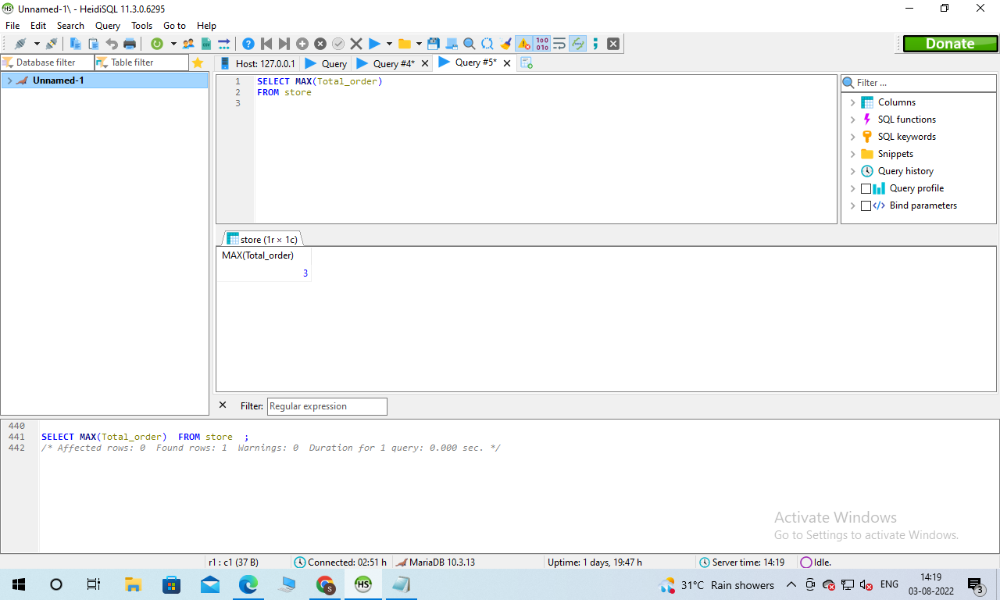 Unnamed-1\ - HeidiSQL 11.3.0.6295
File Edit Search Query Tools Go to Help
Donate
Database filter Table filter
Host: 127.0.0.1 Query Query #4* Query #5*
Unnamed-1
1 SELECT MAX(Total_order)
2 FROM store
3
Filter ...
Columns
SQL functions
SQL keywords
Snippets
Query history
Query profile
Bind parameters
store (1r × 1c)
MAX(Total_order)
3
Filter: Regular expression
440
441 SELECT MAX(Total_order)  FROM store  ;
442 /* Affected rows: 0  Found rows: 1  Warnings: 0  Duration for 1 query: 0.000 sec. */
Activate Windows
Go to Settings to activate Windows.
r1 : c1 (37 B) Connected: 02:51 h MariaDB 10.3.13 Uptime: 1 days, 19:47 h Server time: 14:19 Idle.
31°C Rain showers ENG 14:19
03-08-2022 3